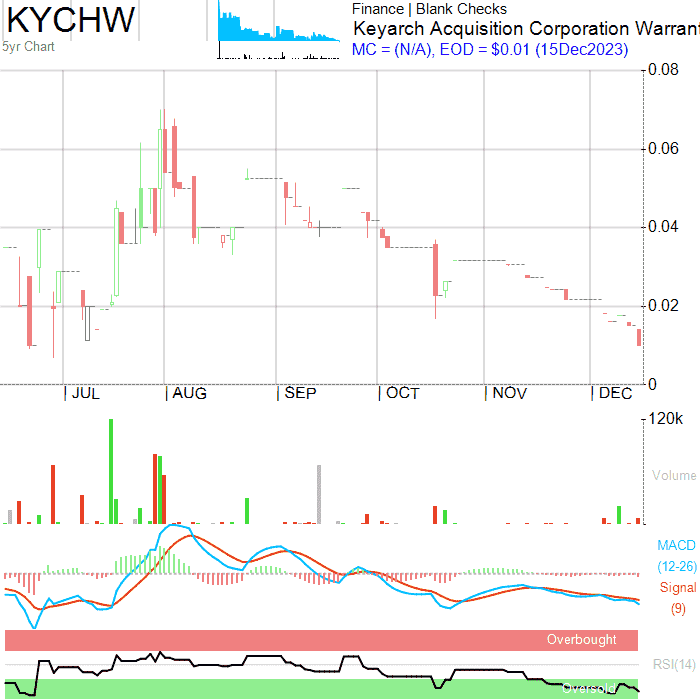 KYCHW
5yr Chart
Finance | Blank Checks
Keyarch Acquisition Corporation Warrant
MC = (N/A), EOD = $0.01 (15Dec2023)
0.08
0.06
0.04
0.02
0
JUL
AUG
SEP
OCT
NOV
DEC
120k
Volume
MACD
(12-26)
Signal
(9)
Overbought
RSI(14)
Oversold